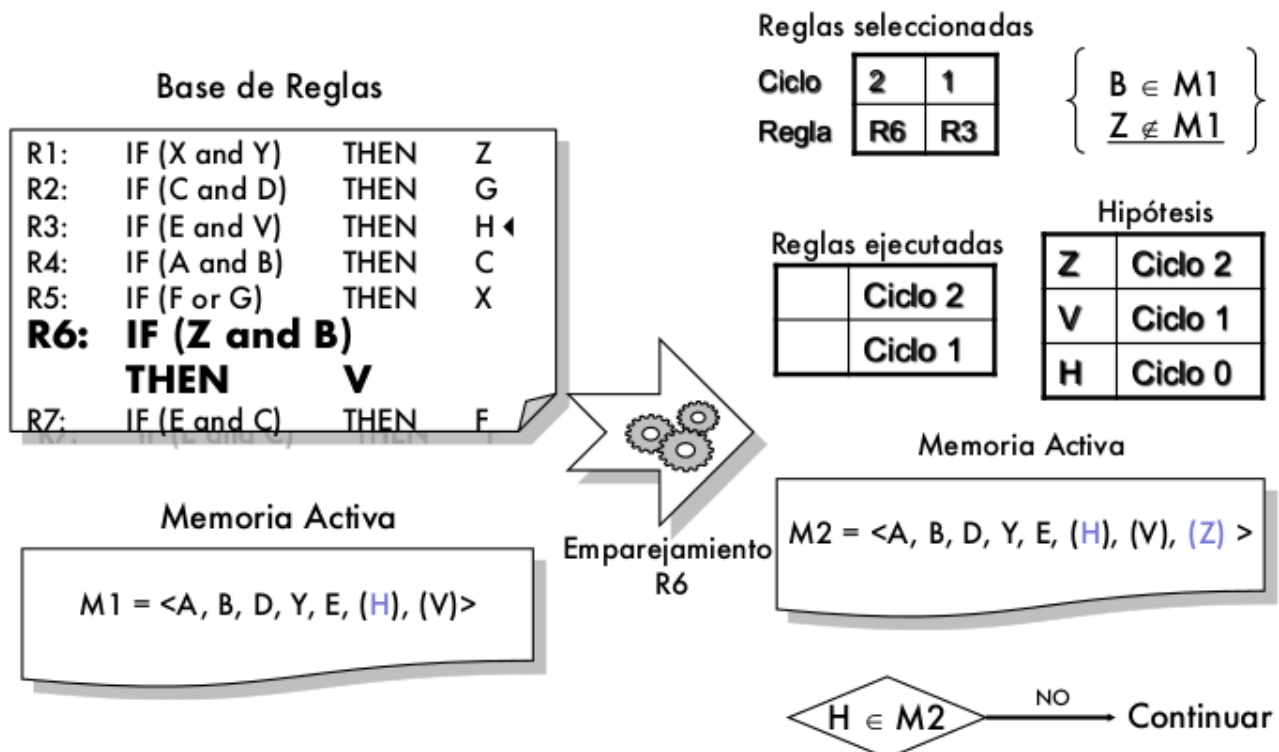 Base de Reglas
R1: IF (X and Y) THEN Z
R2: IF (C and D) THEN G
R3: IF (E and V) THEN H ◂
R4: IF (A and B) THEN C
R5: IF (F or G) THEN X
R6: IF (Z and B)
THEN V
R7: IF (E and C) THEN F
Memoria Activa
M1 = <A, B, D, Y, E, (H), (V)>
Emparejamiento
R6
Reglas seleccionadas
Ciclo 2 1
Regla R6 R3
B ∈ M1
Z ∉ M1
Reglas ejecutadas
Ciclo 2
Ciclo 1
Hipótesis
Z Ciclo 2
V Ciclo 1
H Ciclo 0
Memoria Activa
M2 = <A, B, D, Y, E, (H), (V), (Z) >
H ∈ M2
NO
Continuar